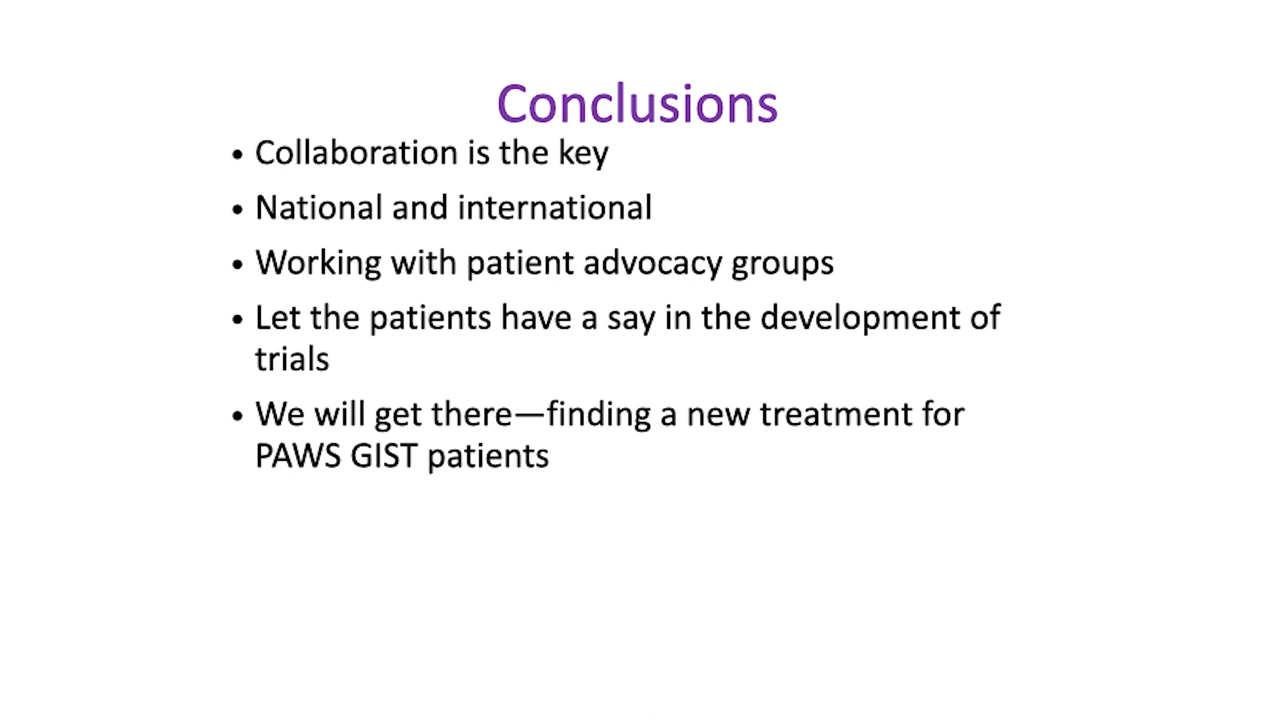 Conclusions
• Collaboration is the key
• National and international
• Working with patient advocacy groups
• Let the patients have a say in the development of
trials
• We will get there—finding a new treatment for
PAWS GIST patients